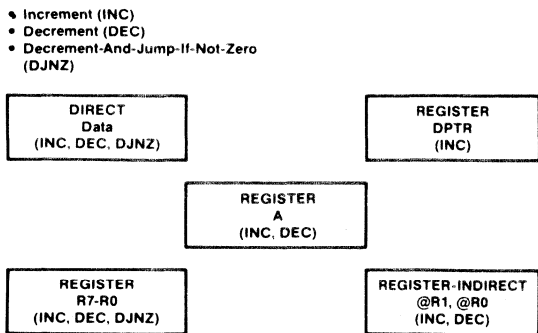 • Increment (INC)
• Decrement (DEC)
• Decrement-And-Jump-If-Not-Zero
(DJNZ)
DIRECT
Data
(INC, DEC, DJNZ)
REGISTER
DPTR
(INC)
REGISTER
A
(INC, DEC)
REGISTER
R7-R0
(INC, DEC, DJNZ)
REGISTER-INDIRECT
@R1, @R0
(INC, DEC)